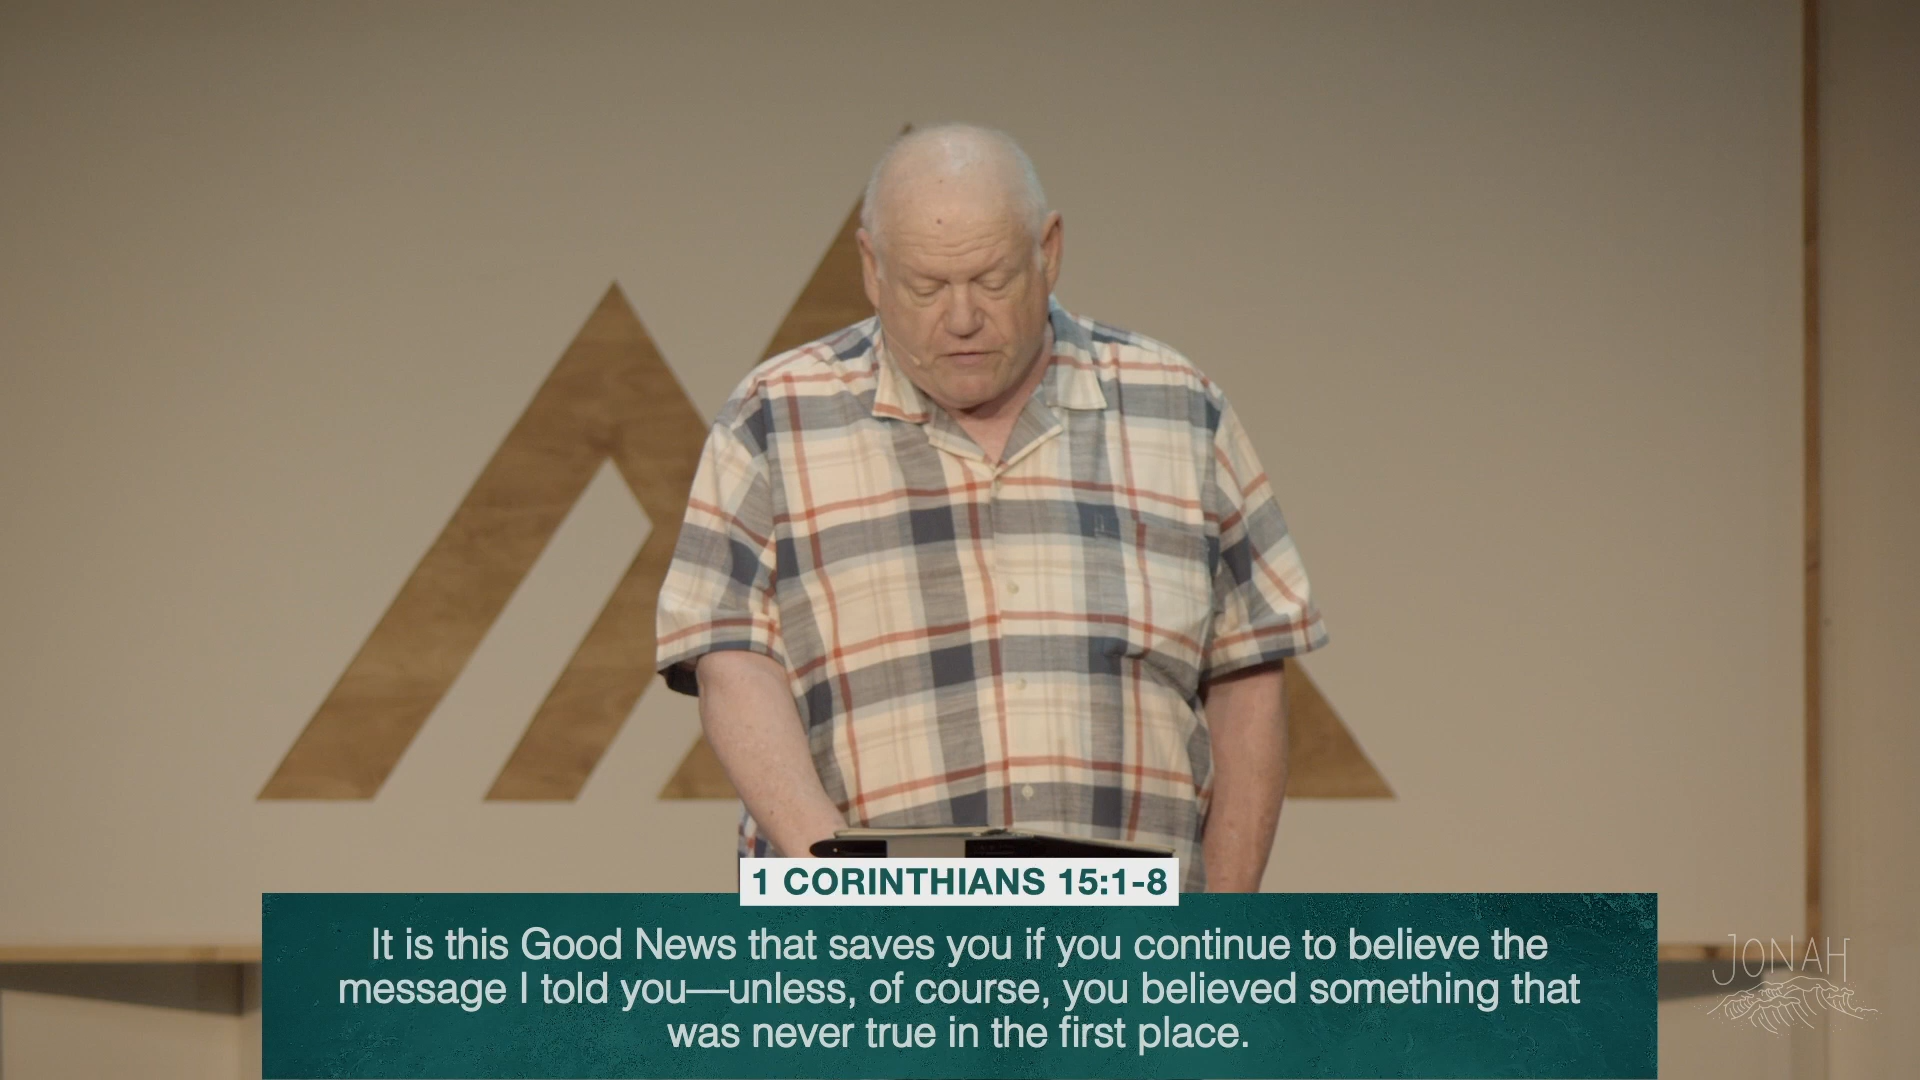 1 CORINTHIANS 15:1-8
It is this Good News that saves you if you continue to believe the
message I told you—unless, of course, you believed something that
was never true in the first place.
JONAH